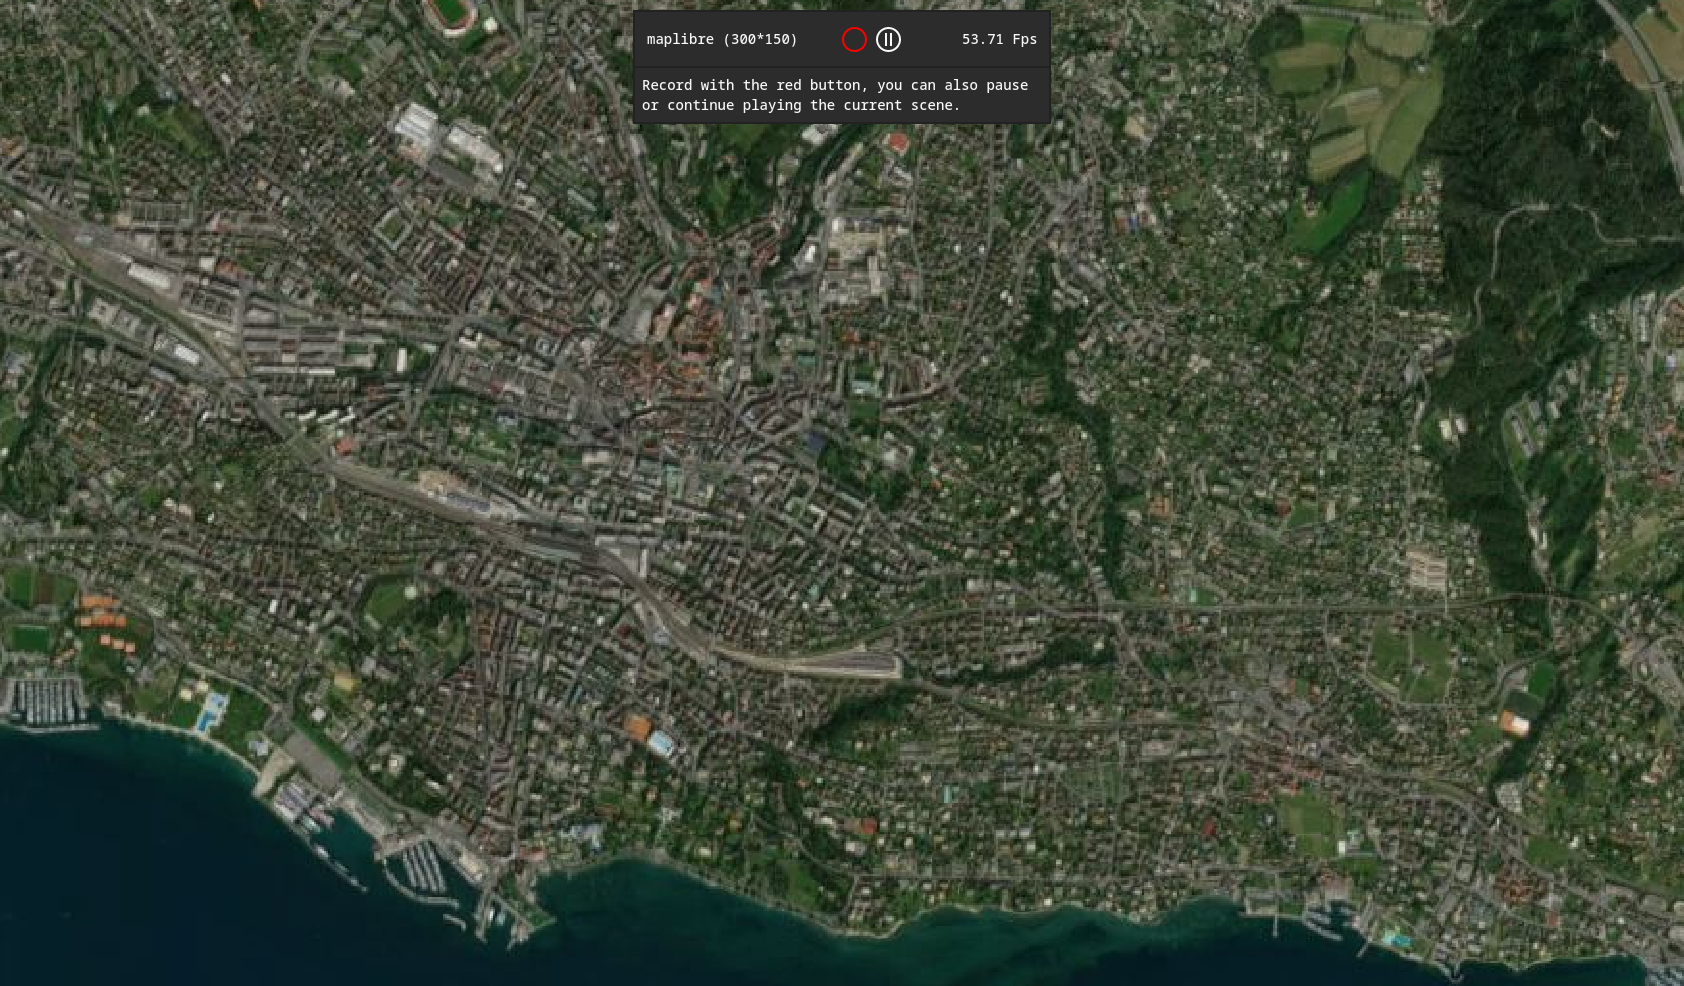 maplibre (300*150) 53.71 Fps
Record with the red button, you can also pause
or continue playing the current scene.